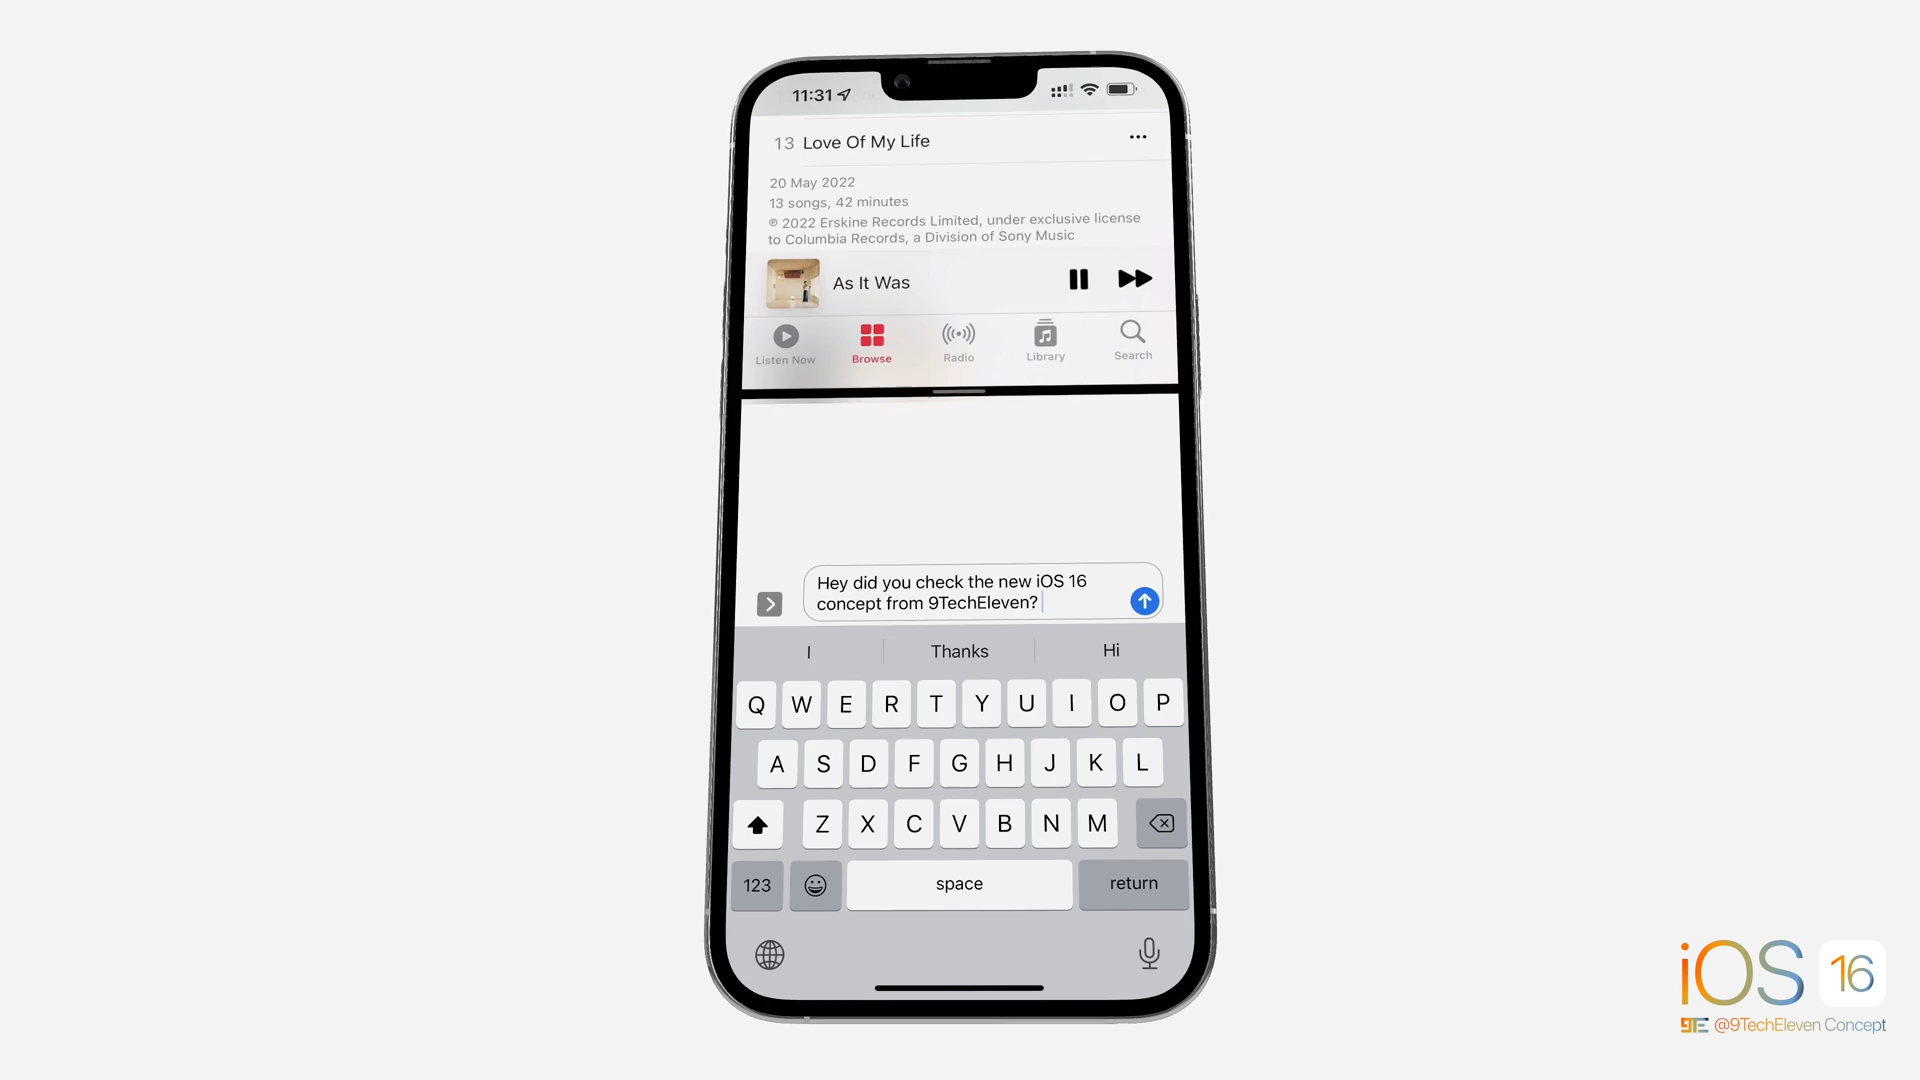 11:31
13 Love Of My Life
20 May 2022
13 songs, 42 minutes
℗ 2022 Erskine Records Limited, under exclusive license
to Columbia Records, a Division of Sony Music
As It Was
Listen Now Browse Radio Library Search
Hey did you check the new iOS 16
concept from 9TechEleven?
I Thanks Hi
Q W E R T Y U I O P
A S D F G H J K L
Z X C V B N M
123 space return
iOS 16
9TE @9TechEleven Concept